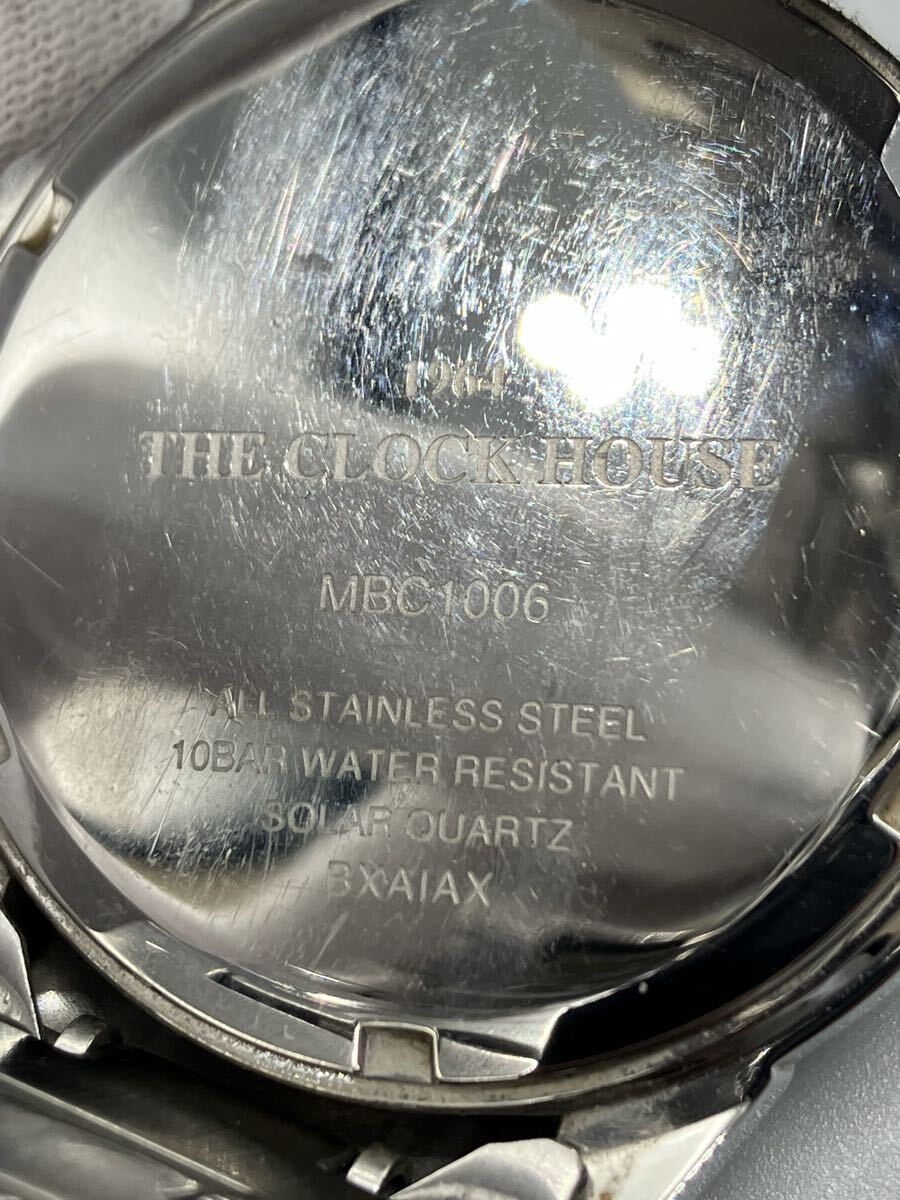 1964
THE CLOCK HOUSE
MBC1006
ALL STAINLESS STEEL
10BAR WATER RESISTANT
SOLAR QUARTZ
BXAIAX